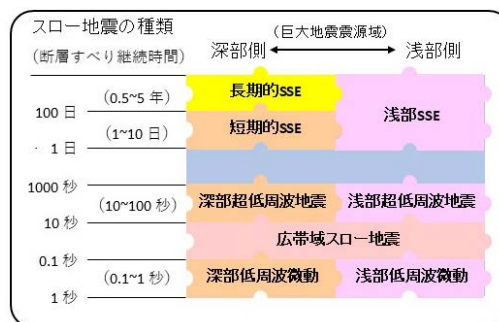 スロー地震の種類
（断層すべり継続時間）
（巨大地震震源域）
深部側
浅部側
(0.5~5 年)
長期的SSE
浅部SSE
100 日
(1~10 日)
短期的SSE
1 日
1000 秒
(10~100 秒)
深部超低周波地震
浅部超低周波地震
10 秒
広帯域スロー地震
0.1 秒
(0.1~1 秒)
深部低周波微動
浅部低周波微動
1 秒